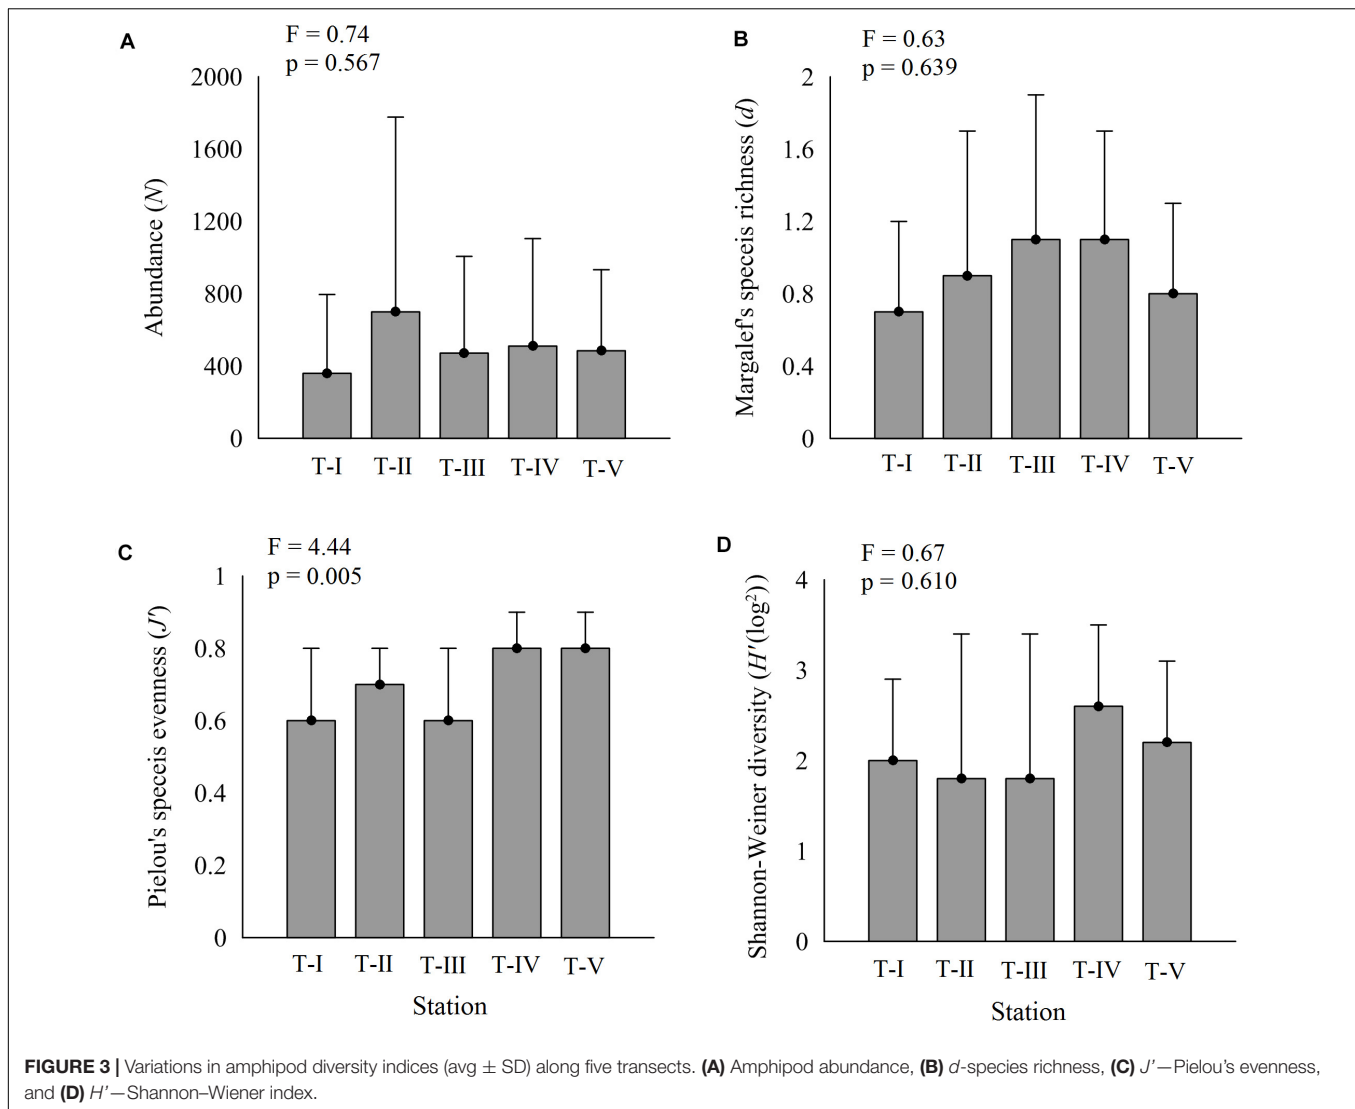 A
F = 0.74
p = 0.567
2000
1600
1200
800
400
0
Abundance (N)
T-I T-II T-III T-IV T-V
B
F = 0.63
p = 0.639
2
1.6
1.2
0.8
0.4
0
Margalef's speceis richness (d)
T-I T-II T-III T-IV T-V
C
F = 4.44
p = 0.005
1
0.8
0.6
0.4
0.2
0
Pielou's speceis evenness (J')
T-I T-II T-III T-IV T-V
Station
D
F = 0.67
p = 0.610
4
3
2
1
0
Shannon-Weiner diversity (H'(log²))
T-I T-II T-III T-IV T-V
Station
FIGURE 3 | Variations in amphipod diversity indices (avg ± SD) along five transects. (A) Amphipod abundance, (B) d-species richness, (C) J’—Pielou’s evenness,
and (D) H’—Shannon–Wiener index.